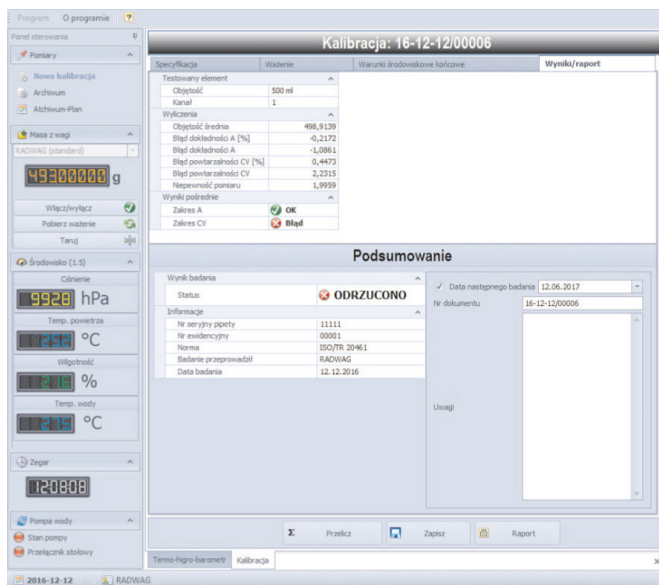 Program O programie ?
Panel sterowania
Pomiary
Nowa kalibracja
Archiwum
Atchiwum-Plan
Masa z wagi
RADWAG (standard)
49300000 g
Włącz/wyłącz
Pobierz ważenie
Taruj
Środowisko (1.5)
Ciśnienie
9928 hPa
Temp. powietrza
°C
Wilgotność
%
Temp. wody
°C
Zegar
120808
Pompa wody
Stan pompy
Przełącznik stołowy
2016-12-12 RADWAG
Kalibracja: 16-12-12/00006
Specyfikacja Ważenie Warunki środowiskowe końcowe Wyniki/raport
Testowany element
Objętość 500 ml
Kanał 1
Wyliczenia
Objętość średnia 498,9139
Błąd dokładności A [%] -0,2172
Błąd dokładności A -1,0861
Błąd powtarzalności CV [%] 0,4473
Błąd powtarzalności CV 2,2315
Niepewność pomiaru 1,9959
Wyniki pośrednie
Zakres A OK
Zakres CV Błąd
Podsumowanie
Wynik badania
Status ODRZUCONO
Informacje
Nr seryjny pipety 11111
Nr ewidencyjny 00001
Norma ISO/TR 20461
Badanie przeprowadził RADWAG
Data badania 12.12.2016
Data następnego badania 12.06.2017
Nr dokumentu 16-12-12/00006
Uwagi
Σ Przelicz Zapisz Raport
Termo-higro-barometr Kalibracja